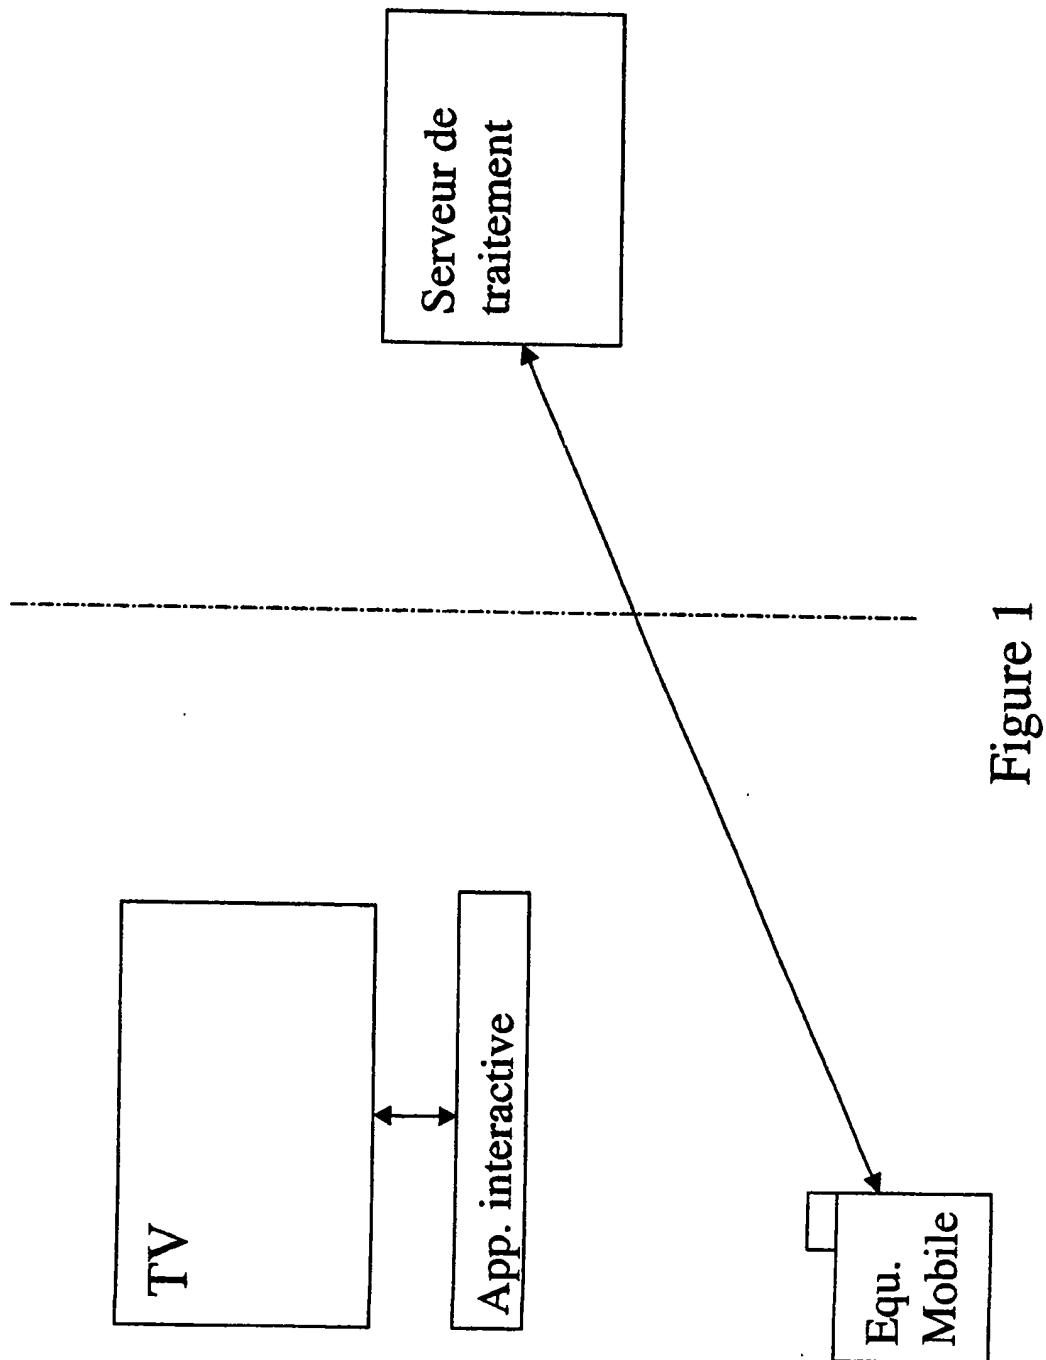 TV
App. interactive
Equ.
Mobile
Serveur de
traitement
Figure 1